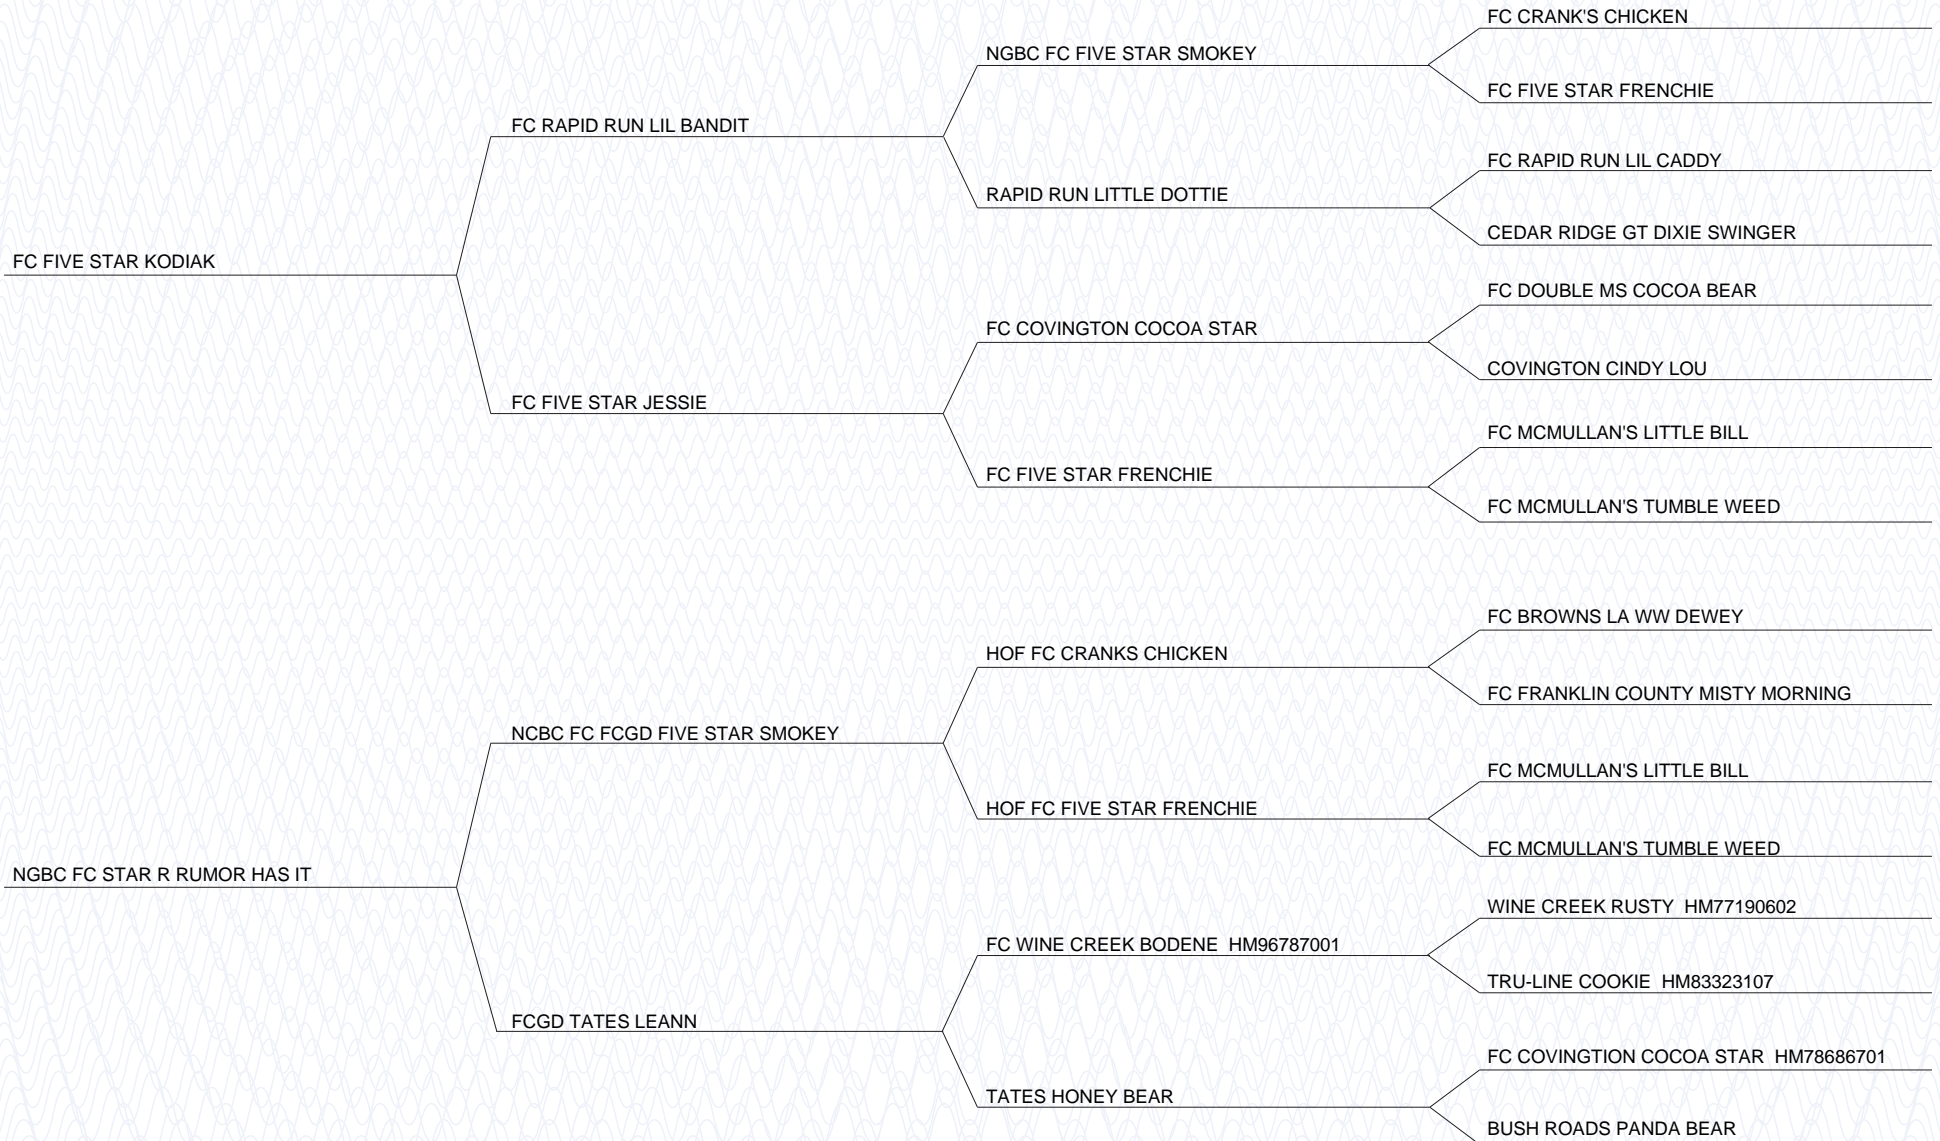 FC CRANK'S CHICKEN
NGBC FC FIVE STAR SMOKEY
FC FIVE STAR FRENCHIE
FC RAPID RUN LIL BANDIT
FC RAPID RUN LIL CADDY
RAPID RUN LITTLE DOTTIE
CEDAR RIDGE GT DIXIE SWINGER
FC FIVE STAR KODIAK
FC DOUBLE MS COCOA BEAR
FC COVINGTON COCOA STAR
COVINGTON CINDY LOU
FC FIVE STAR JESSIE
FC MCMULLAN'S LITTLE BILL
FC FIVE STAR FRENCHIE
FC MCMULLAN'S TUMBLE WEED
FC BROWNS LA WW DEWEY
HOF FC CRANKS CHICKEN
FC FRANKLIN COUNTY MISTY MORNING
NCBC FC FCGD FIVE STAR SMOKEY
FC MCMULLAN'S LITTLE BILL
HOF FC FIVE STAR FRENCHIE
FC MCMULLAN'S TUMBLE WEED
NGBC FC STAR R RUMOR HAS IT
WINE CREEK RUSTY HM77190602
FC WINE CREEK BODENE HM96787001
TRU-LINE COOKIE HM83323107
FCGD TATES LEANN
FC COVINGTION COCOA STAR HM78686701
TATES HONEY BEAR
BUSH ROADS PANDA BEAR